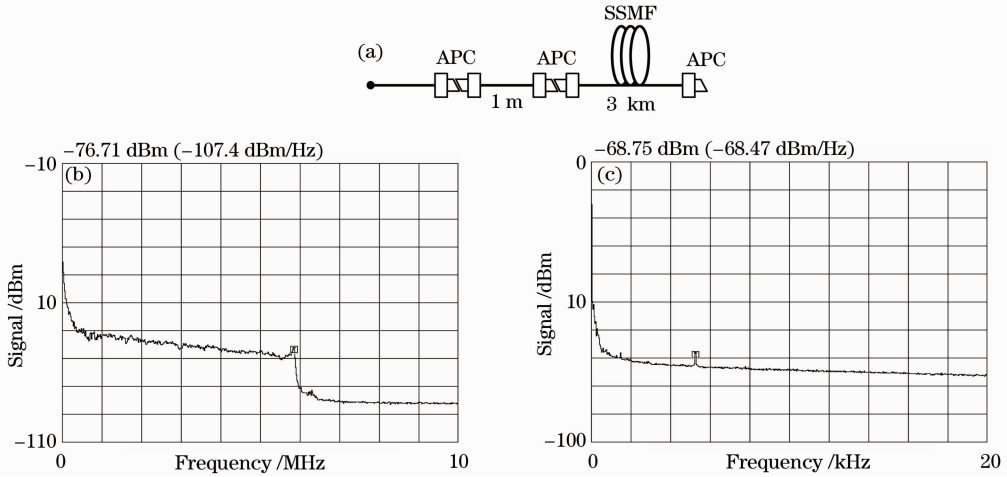 SSMF
(a)
APC
APC
APC
1 m
3 km
−76.71 dBm (−107.4 dBm/Hz)
−10
(b)
10
−110
Signal /dBm
0
Frequency /MHz
10
−68.75 dBm (−68.47 dBm/Hz)
0
(c)
10
−100
Signal /dBm
0
Frequency /kHz
20